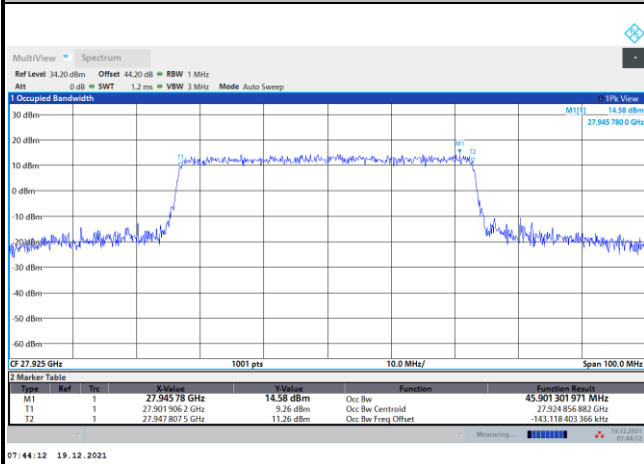 MultiView Spectrum
Ref Level 34.20 dBm Offset 44.20 dB RBW 1 MHz
Att 0 dB SWT 1.2 ms VBW 3 MHz Mode Auto Sweep
1 Occupied Bandwidth 1Pk View
M1[1] 14.58 dBm
27.945 780 0 GHz
30 dBm
20 dBm
M1
T1 T2
10 dBm
0 dBm
-10 dBm
-20 dBm
-30 dBm
-40 dBm
-50 dBm
-60 dBm
CF 27.925 GHz 1001 pts 10.0 MHz/ Span 100.0 MHz
2 Marker Table
Type Ref Trc X-Value Y-Value Function Function Result
M1 1 27.945 78 GHz 14.58 dBm Occ Bw 45.901 301 971 MHz
T1 1 27.901 906 2 GHz 9.26 dBm Occ Bw Centroid 27.924 856 882 GHz
T2 1 27.947 807 5 GHz 11.26 dBm Occ Bw Freq Offset -143.118 403 366 kHz
Measuring... 19.12.2021
07:44:12
07:44:12 19.12.2021